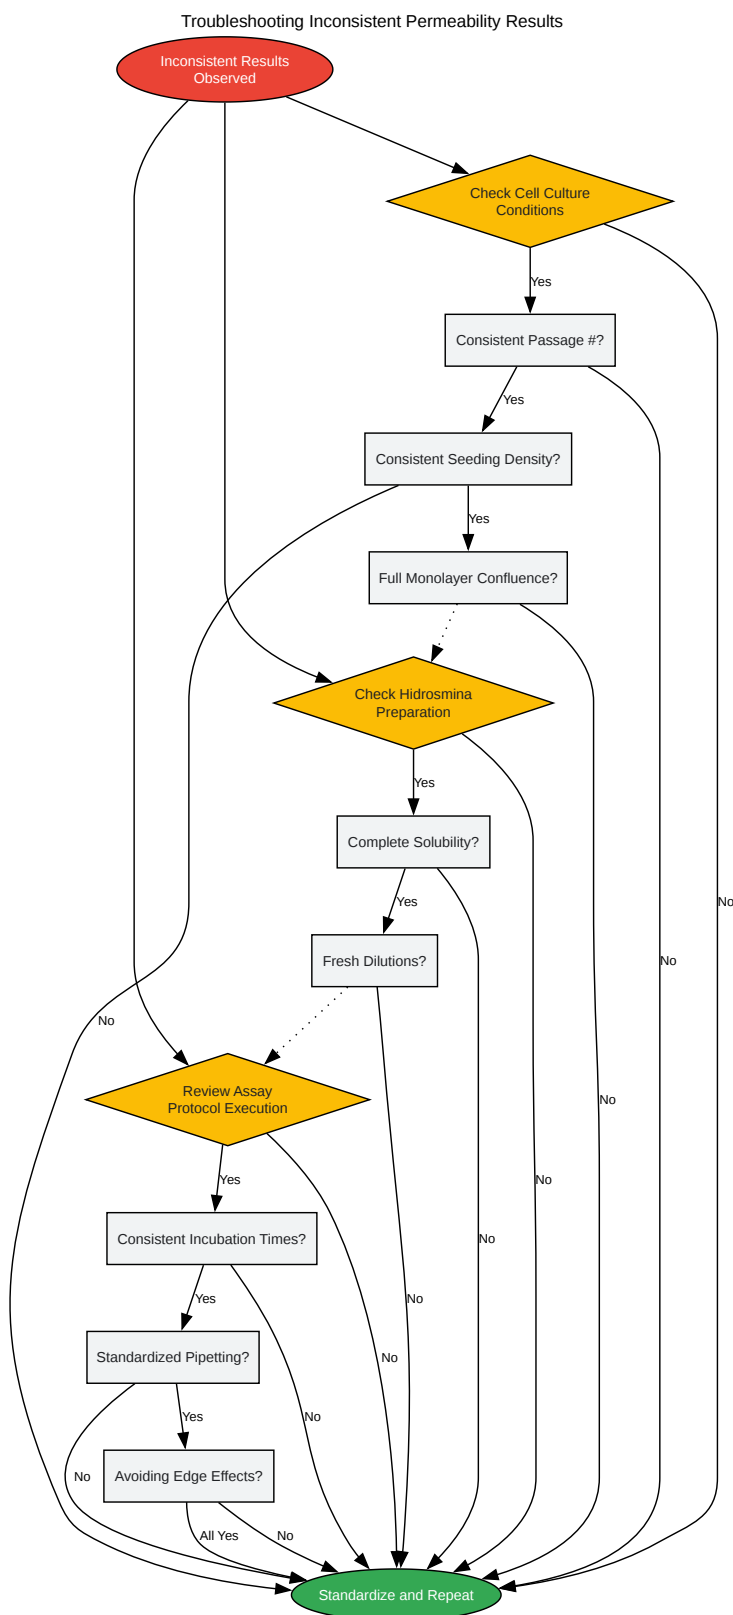 Troubleshooting Inconsistent Permeability Results
Inconsistent Results
Observed
Check Cell Culture
Conditions
Yes
Consistent Passage #?
Yes
Consistent Seeding Density?
Yes
Full Monolayer Confluence?
Check Hidrosmina
Preparation
Yes
Complete Solubility?
Yes
No
Fresh Dilutions?
No
No
Review Assay
Protocol Execution
No
Yes
No
Consistent Incubation Times?
No
Yes
No
Standardized Pipetting?
No
Yes
No
Avoiding Edge Effects?
No
All Yes
No
Standardize and Repeat